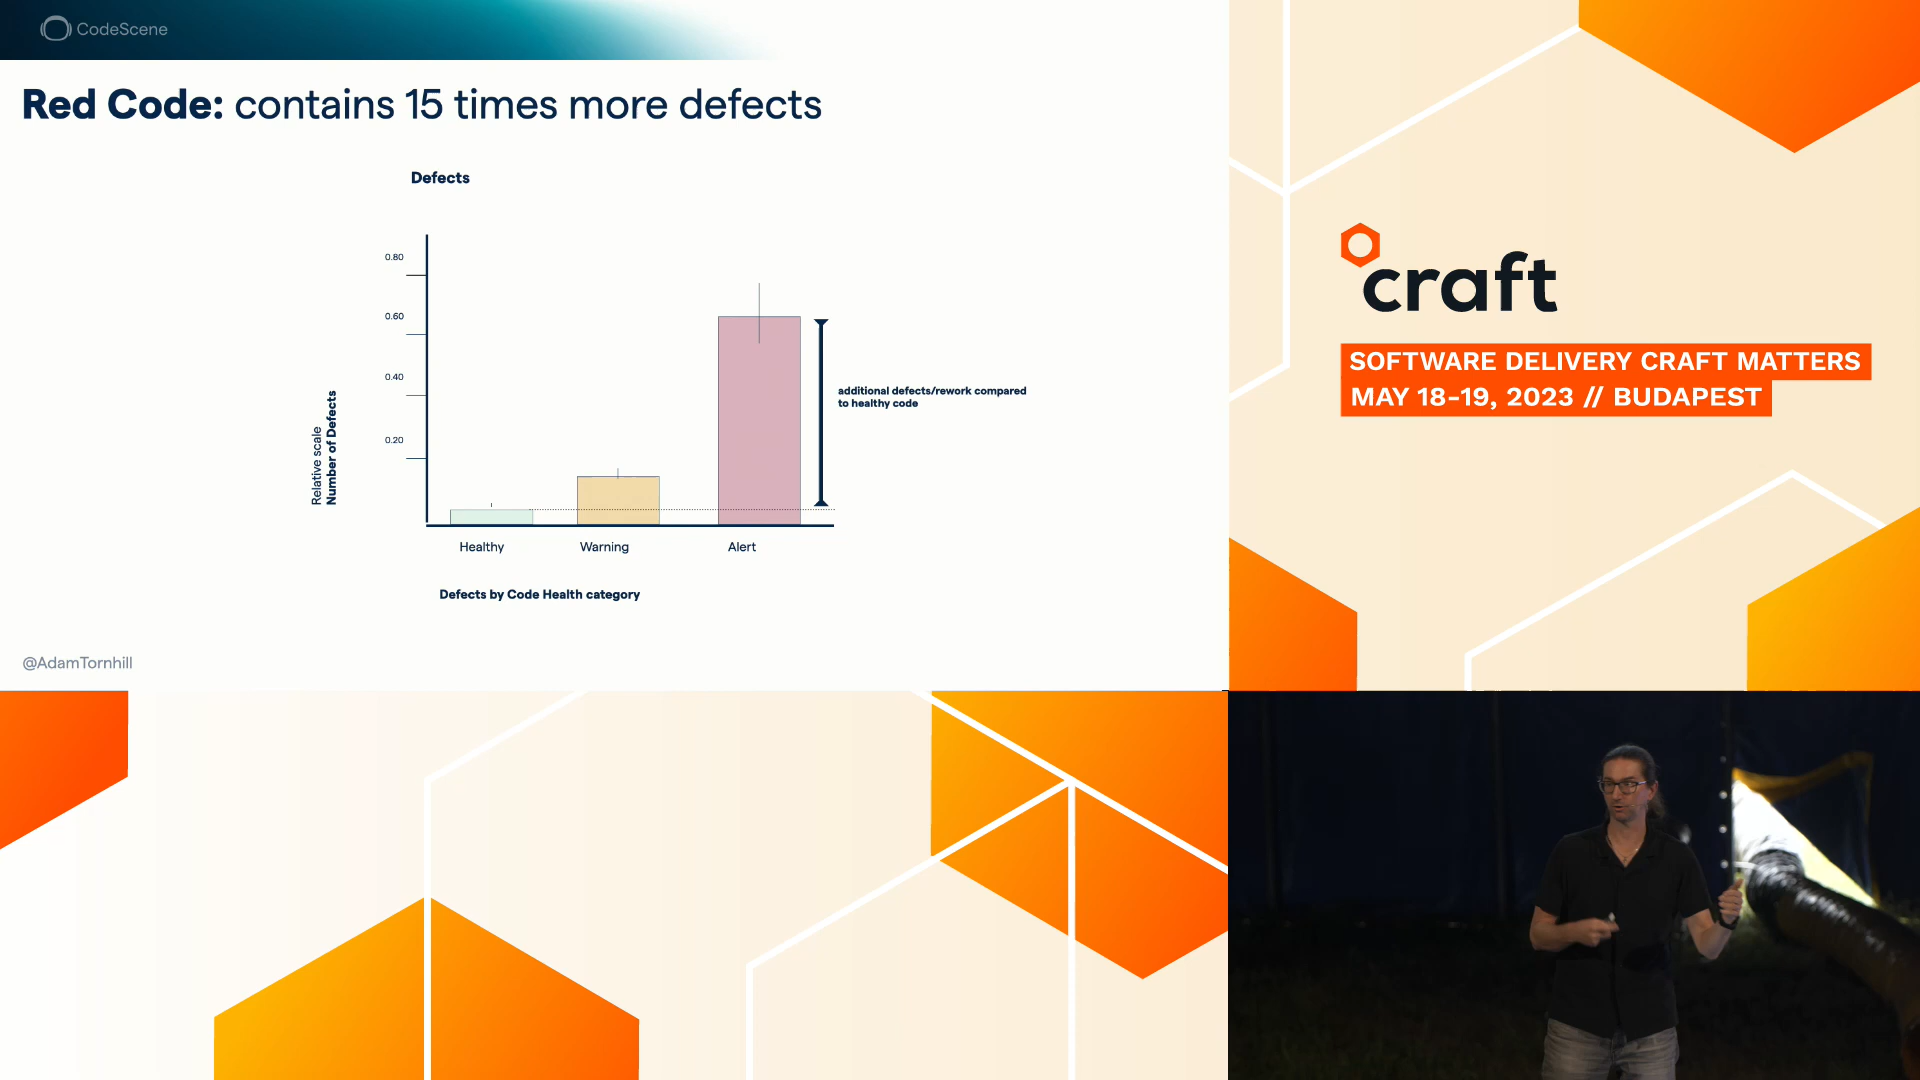 CodeScene
Red Code: contains 15 times more defects
Defects
0.80
0.60
0.40
0.20
Relative scale
Number of Defects
additional defects/rework compared
to healthy code
Healthy
Warning
Alert
Defects by Code Health category
@AdamTornhill
craft
SOFTWARE DELIVERY CRAFT MATTERS
MAY 18-19, 2023 // BUDAPEST